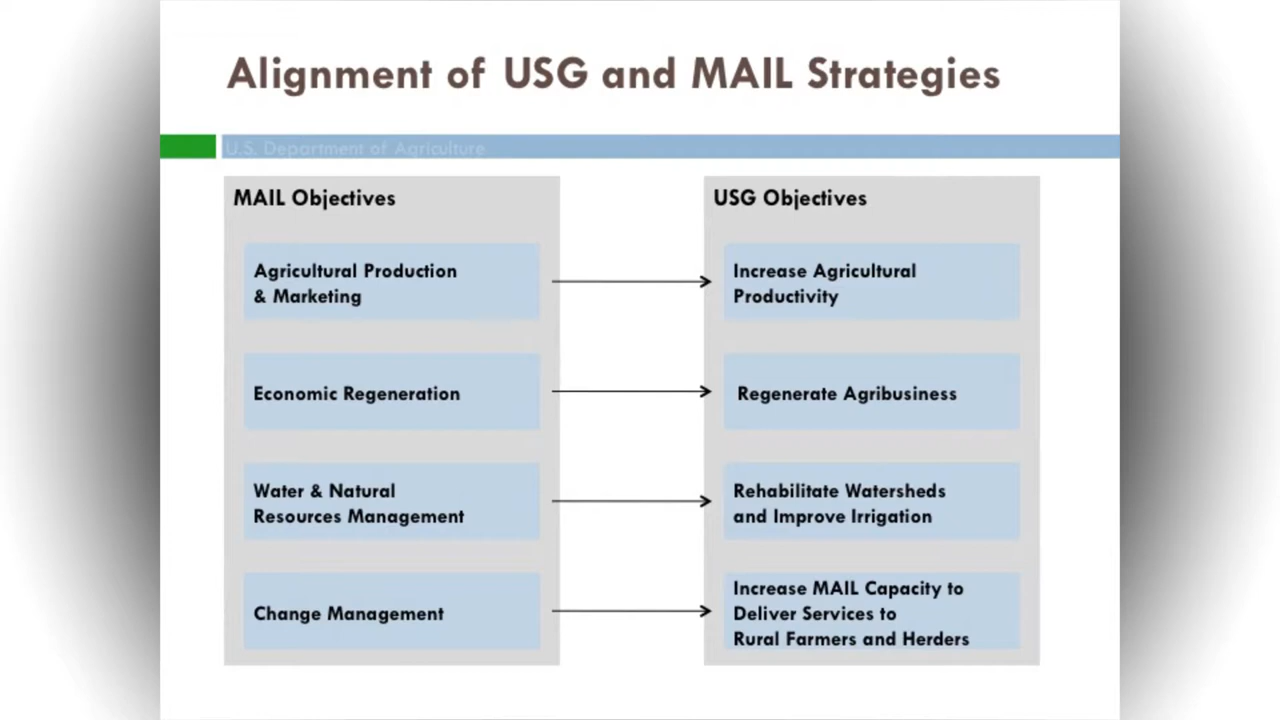 Alignment of USG and MAIL Strategies
U.S. Department of Agriculture
MAIL Objectives
Agricultural Production
& Marketing
Economic Regeneration
Water & Natural
Resources Management
Change Management
USG Objectives
Increase Agricultural
Productivity
Regenerate Agribusiness
Rehabilitate Watersheds
and Improve Irrigation
Increase MAIL Capacity to
Deliver Services to
Rural Farmers and Herders